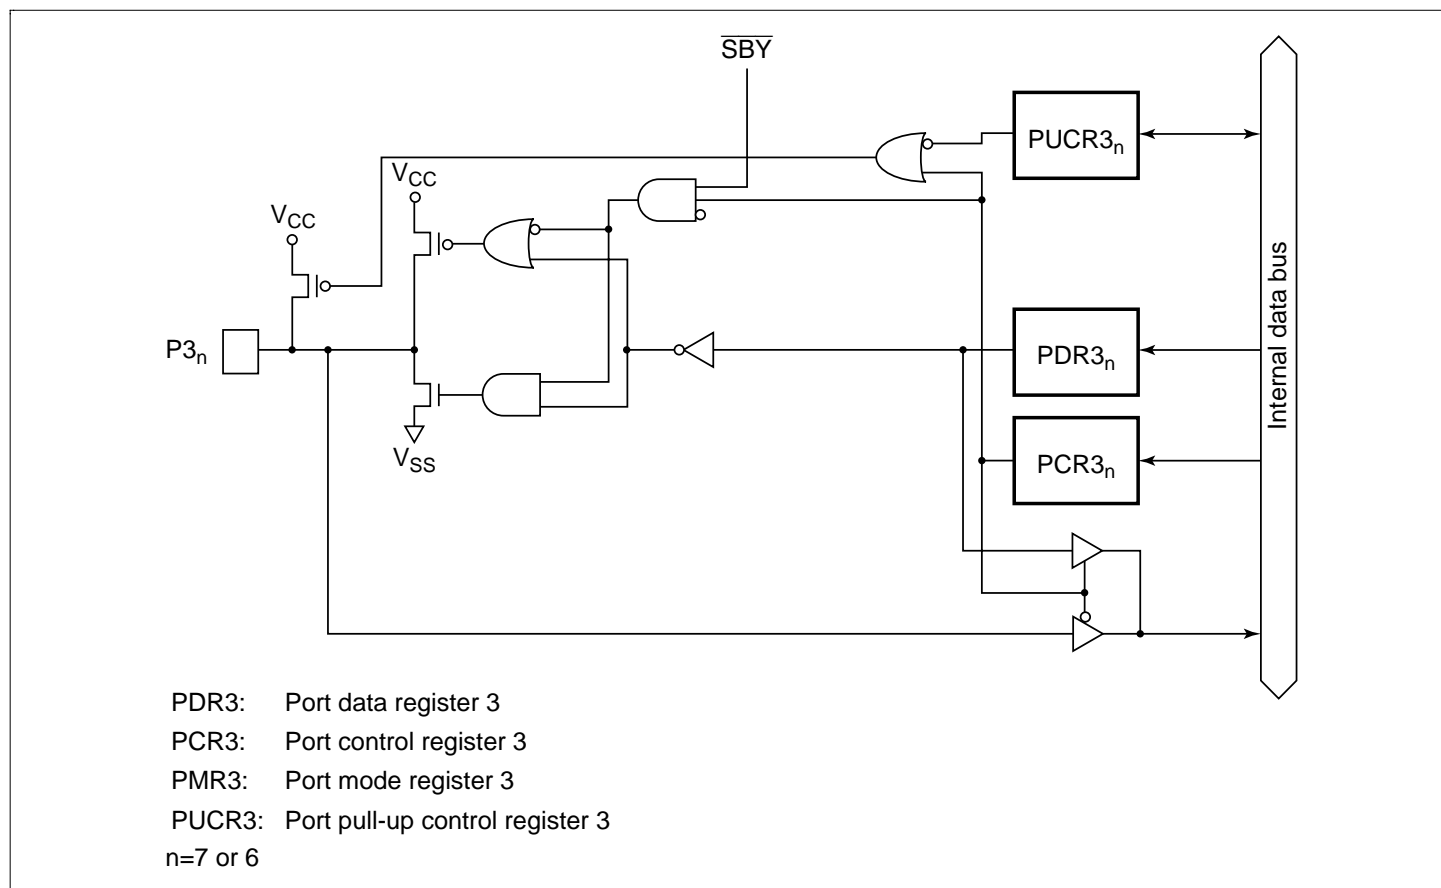 SBY
PUCR3n
VCC
VCC
P3n
PDR3n
Internal data bus
VSS
PCR3n
PDR3: Port data register 3
PCR3: Port control register 3
PMR3: Port mode register 3
PUCR3: Port pull-up control register 3
n=7 or 6